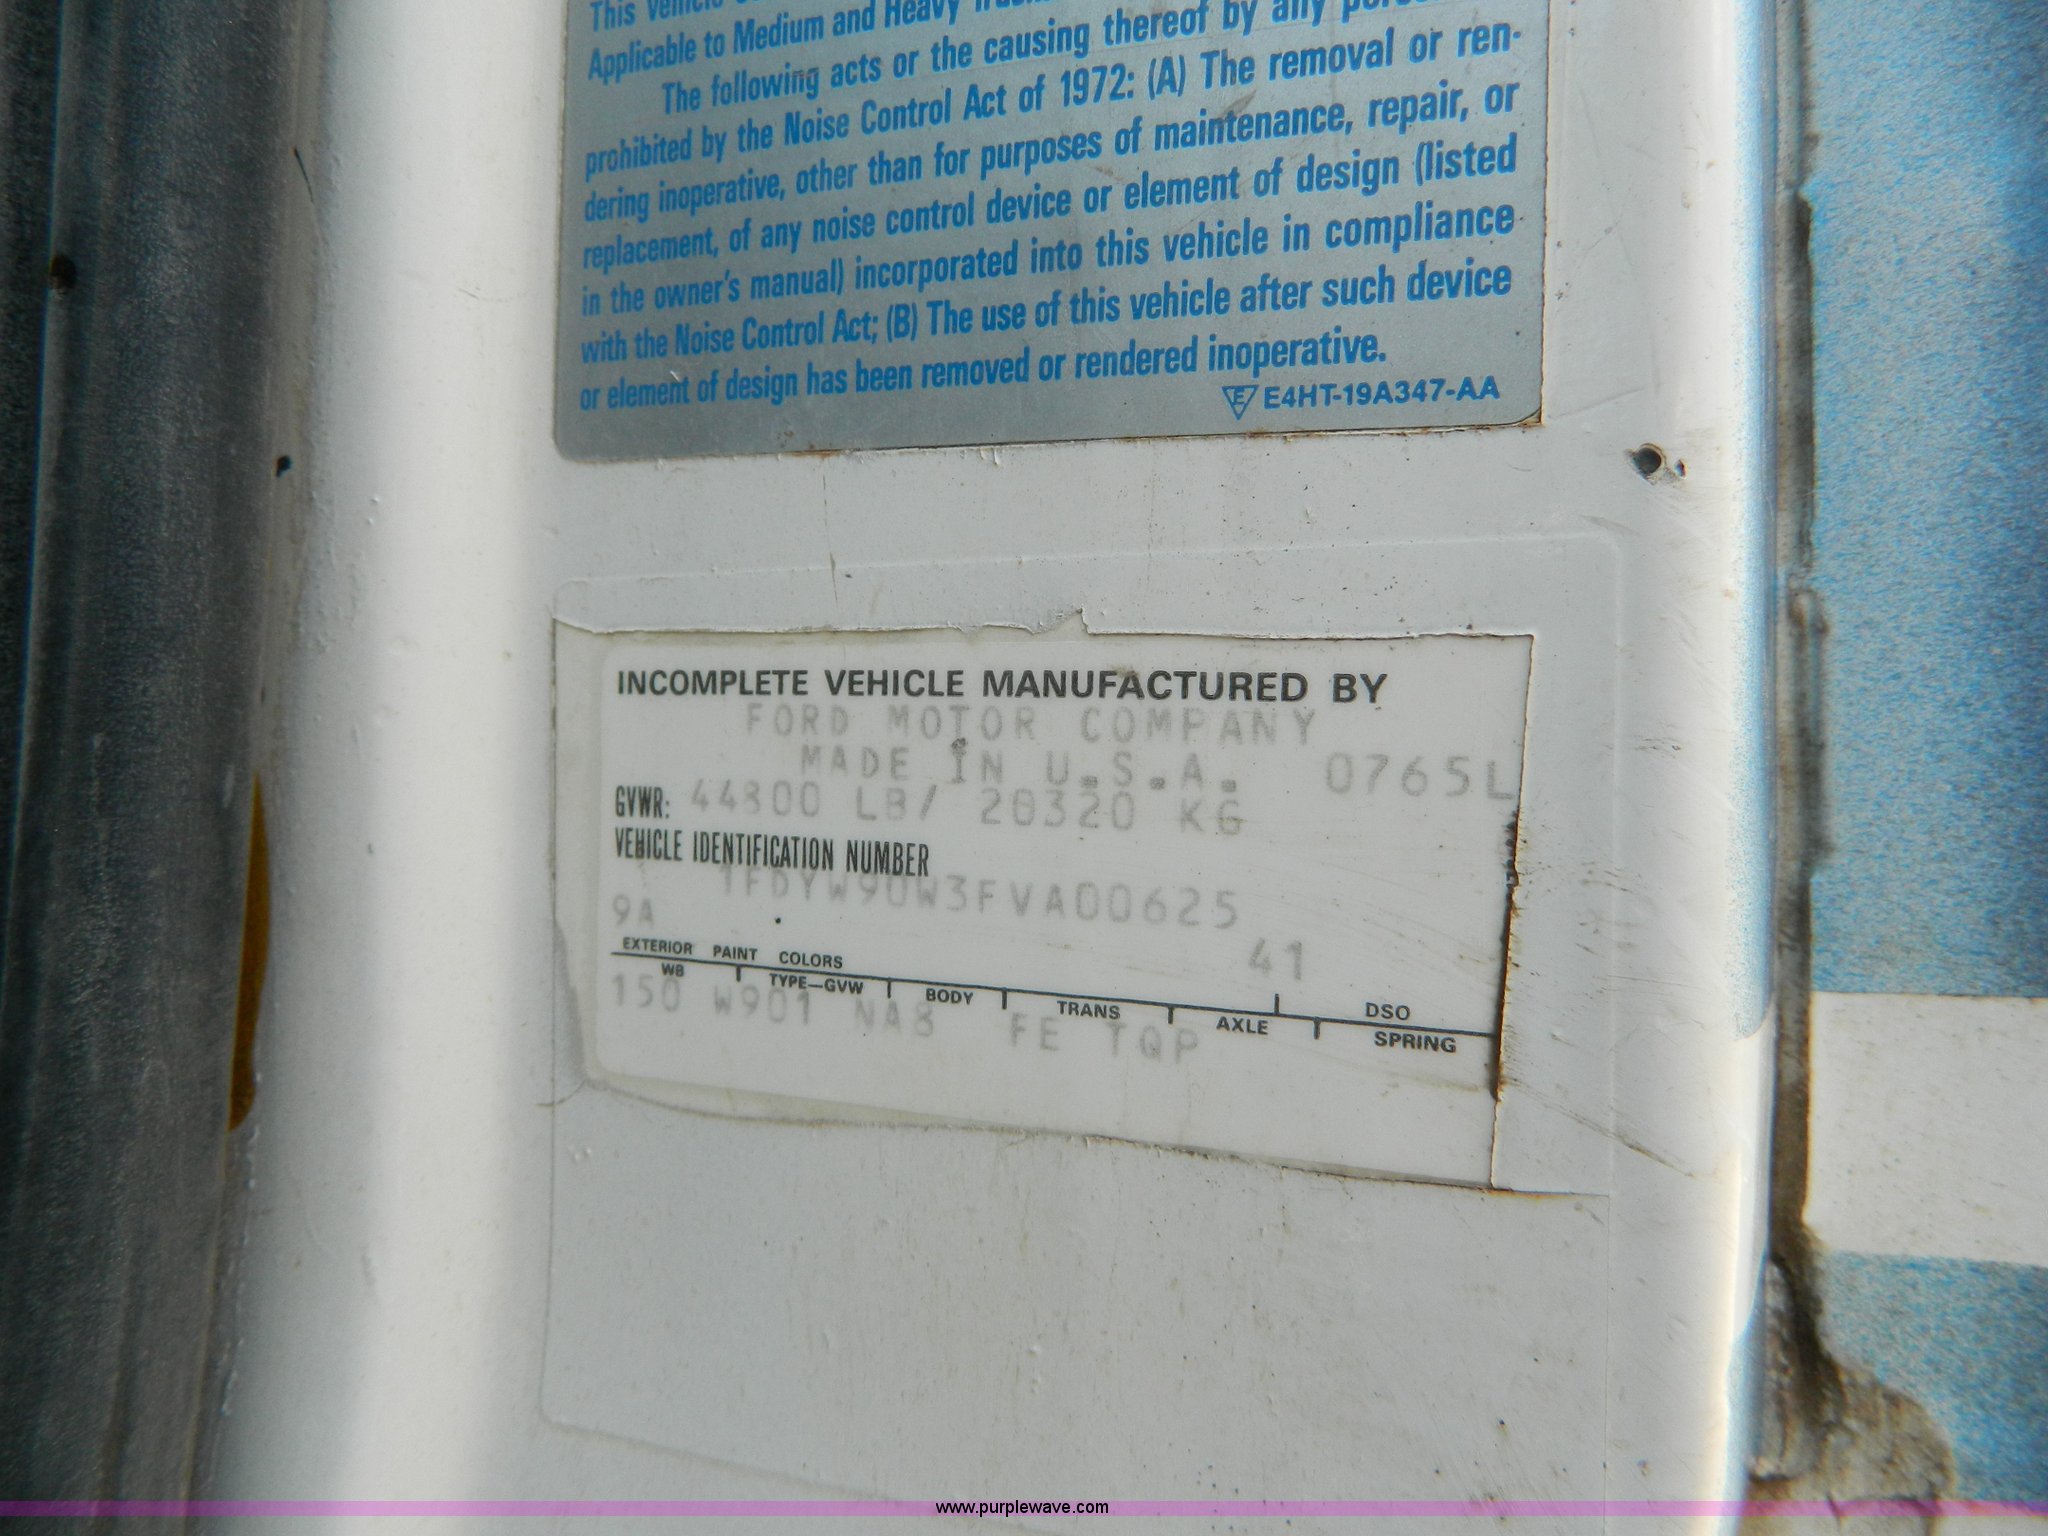 This Vehicle
Applicable to Medium and Heavy
The following acts or the causing thereof by any
prohibited by the Noise Control Act of 1972: (A) The removal or ren-
dering inoperative, other than for purposes of maintenance, repair, or
replacement, of any noise control device or element of design (listed
in the owner's manual) incorporated into this vehicle in compliance
with the Noise Control Act; (B) The use of this vehicle after such device
or element of design has been removed or rendered inoperative.
E E4HT-19A347-AA
INCOMPLETE VEHICLE MANUFACTURED BY
FORD MOTOR COMPANY
MADE IN U.S.A. 0765L
GVWR: 44800 LB/ 20320 KG
VEHICLE IDENTIFICATION NUMBER
1FDYW90W3FVA00625
9A 41
EXTERIOR PAINT COLORS DSO
WB TYPE-GVW BODY TRANS AXLE SPRING
150 W901 NA8 FE TQP
www.purplewave.com